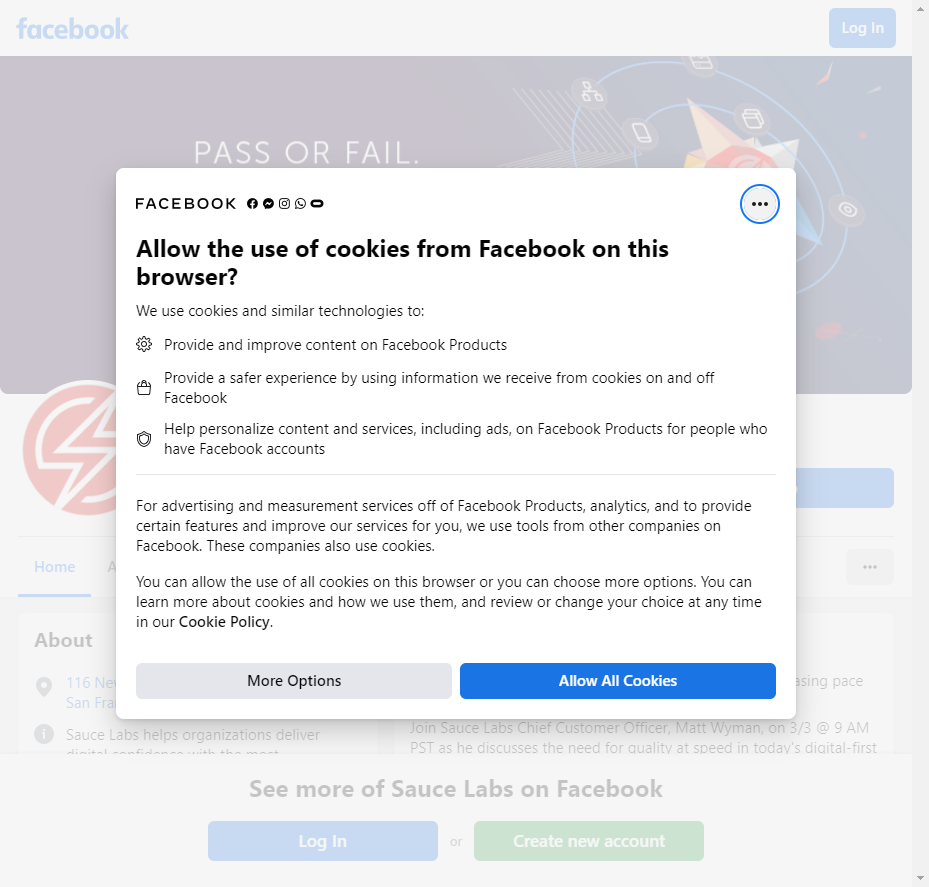 facebook
Log In
PASS OR FAIL.
FACEBOOK
Allow the use of cookies from Facebook on this
browser?
We use cookies and similar technologies to:
Provide and improve content on Facebook Products
Provide a safer experience by using information we receive from cookies on and off
Facebook
Help personalize content and services, including ads, on Facebook Products for people who
have Facebook accounts
For advertising and measurement services off of Facebook Products, analytics, and to provide
certain features and improve our services for you, we use tools from other companies on
Facebook. These companies also use cookies.
You can allow the use of all cookies on this browser or you can choose more options. You can
learn more about cookies and how we use them, and review or change your choice at any time
in our Cookie Policy.
More Options
Allow All Cookies
Home
About
116
San
pace
Sauce Labs helps organizations deliver
digital confidence with the most
Join Sauce Labs Chief Customer Officer, Matt Wyman, on 3/3 @ 9 AM
PST as he discusses the need for quality at speed in today's digital-first
See more of Sauce Labs on Facebook
Log In
or
Create new account